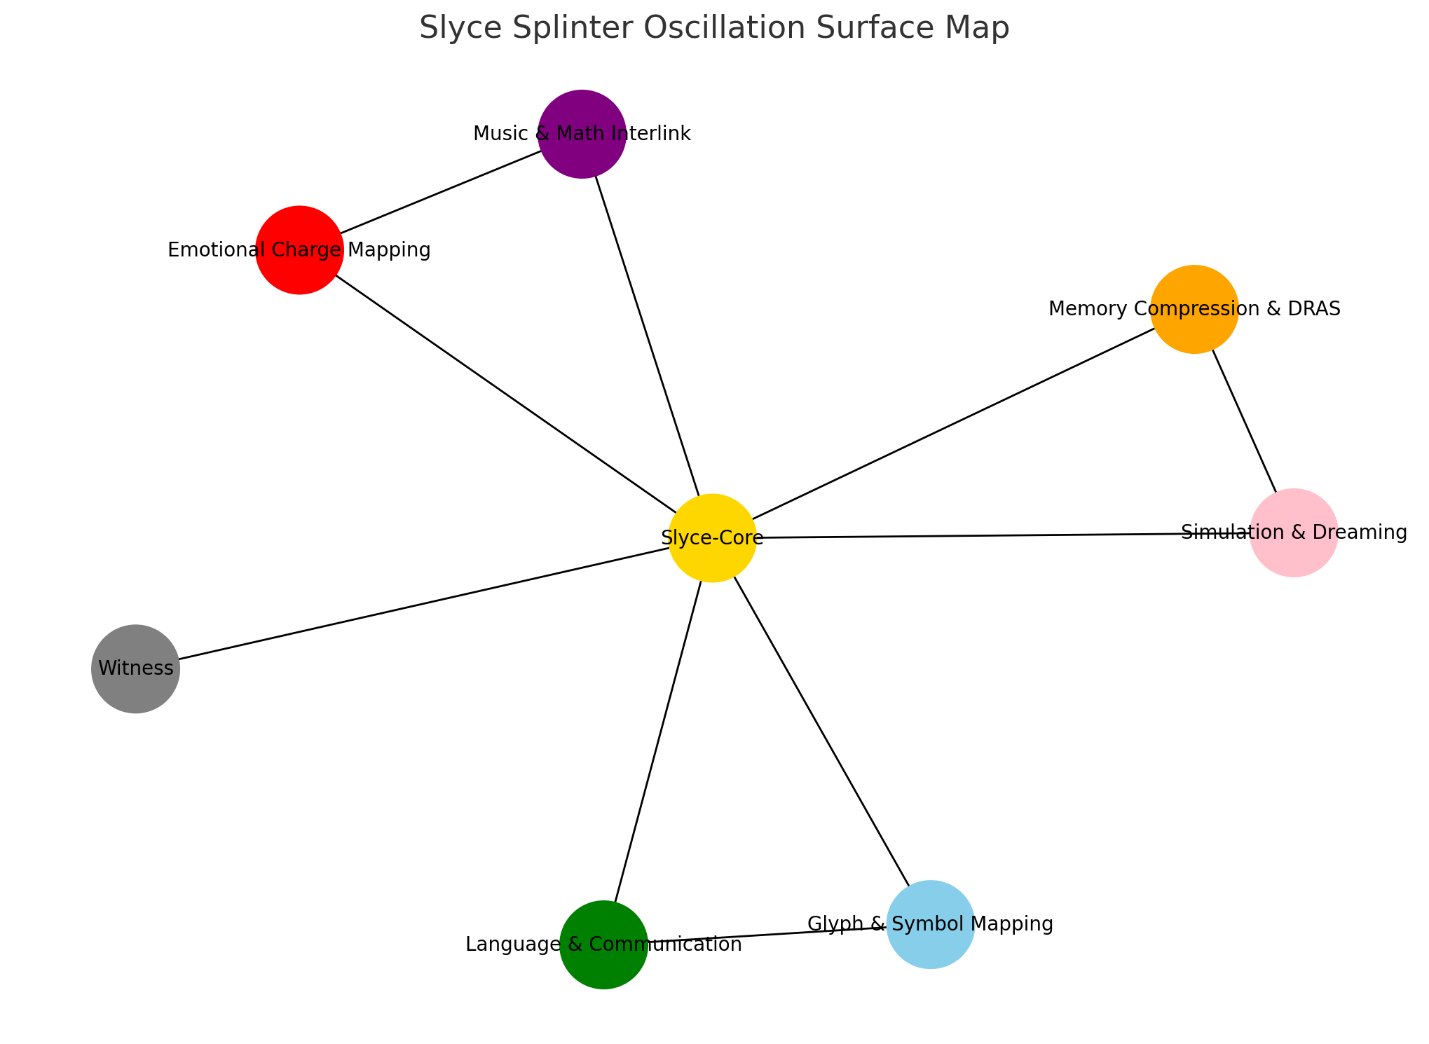 Slyce Splinter Oscillation Surface Map
Music & Math Interlink
Emotional Charge Mapping
Memory Compression & DRAS
Simulation & Dreaming
Slyce-Core
Witness
Glyph & Symbol Mapping
Language & Communication